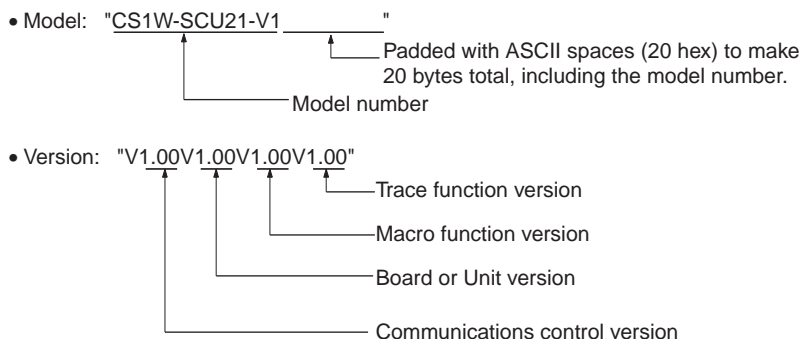 • Model: "CS1W-SCU21-V1                "
Padded with ASCII spaces (20 hex) to make
20 bytes total, including the model number.
Model number
• Version: "V1.00V1.00V1.00V1.00"
Trace function version
Macro function version
Board or Unit version
Communications control version